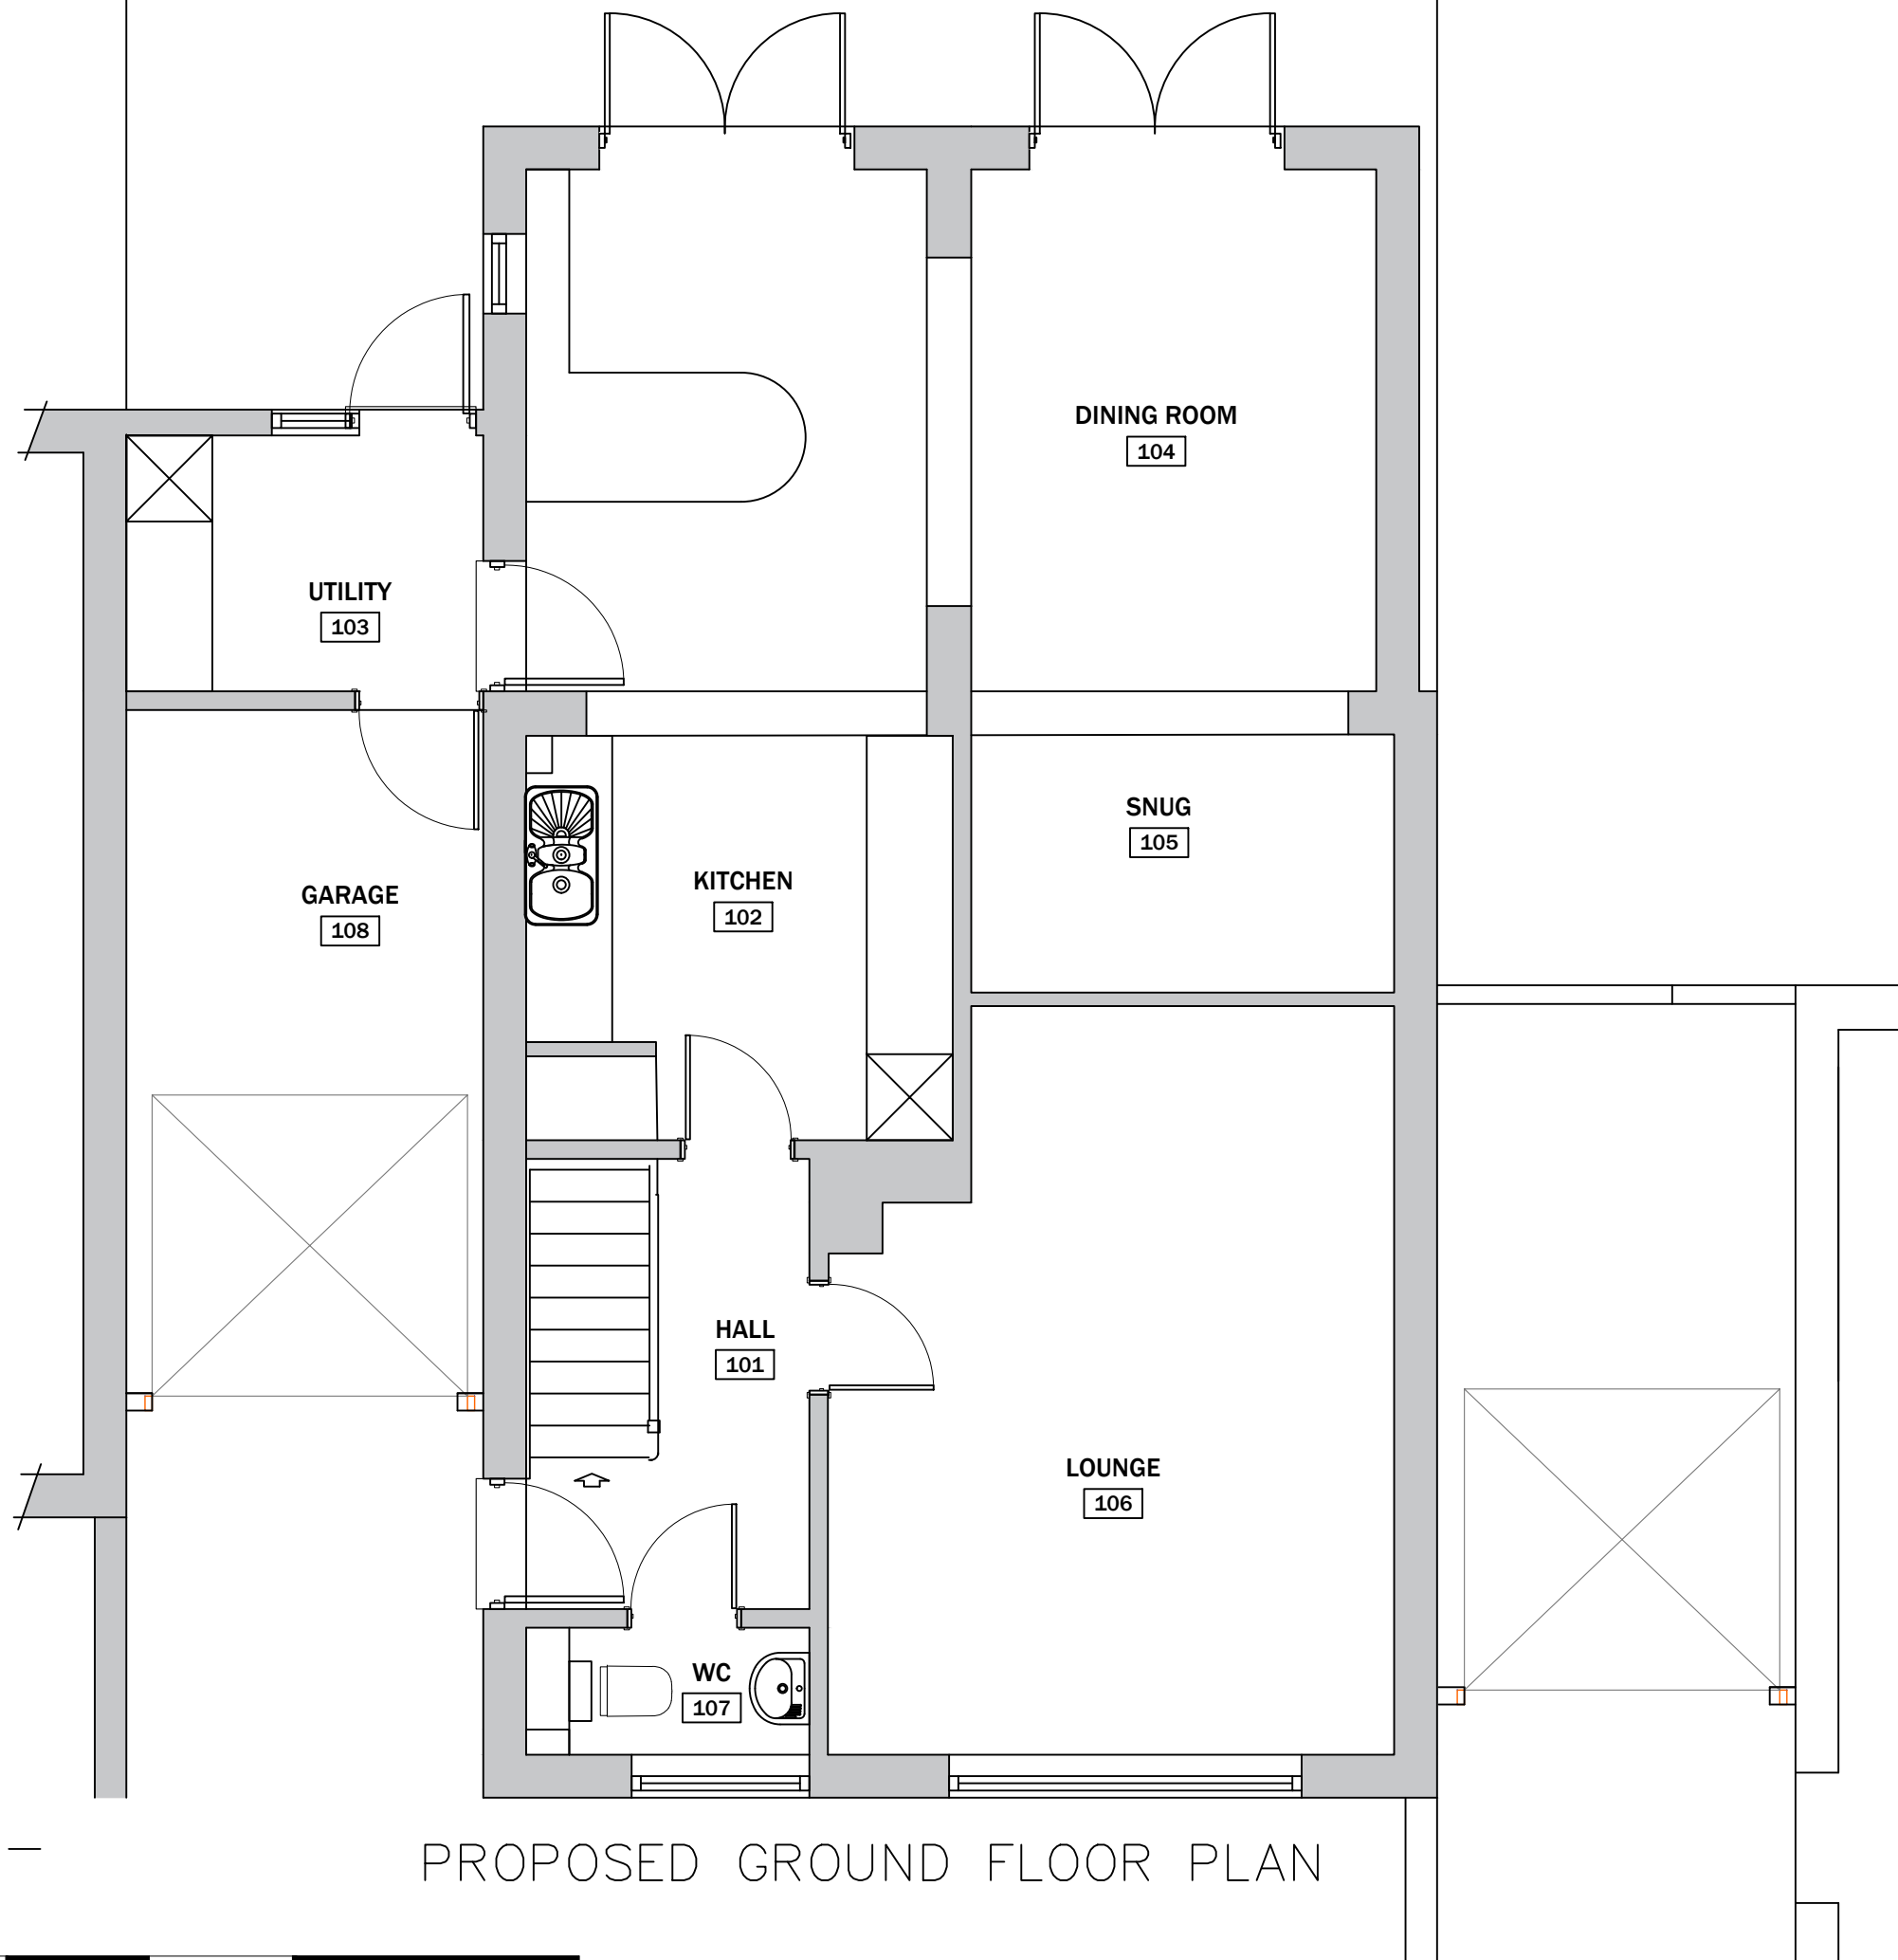 DINING ROOM
104
UTILITY
103
SNUG
105
KITCHEN
102
GARAGE
108
HALL
101
LOUNGE
106
WC
107
PROPOSED GROUND FLOOR PLAN